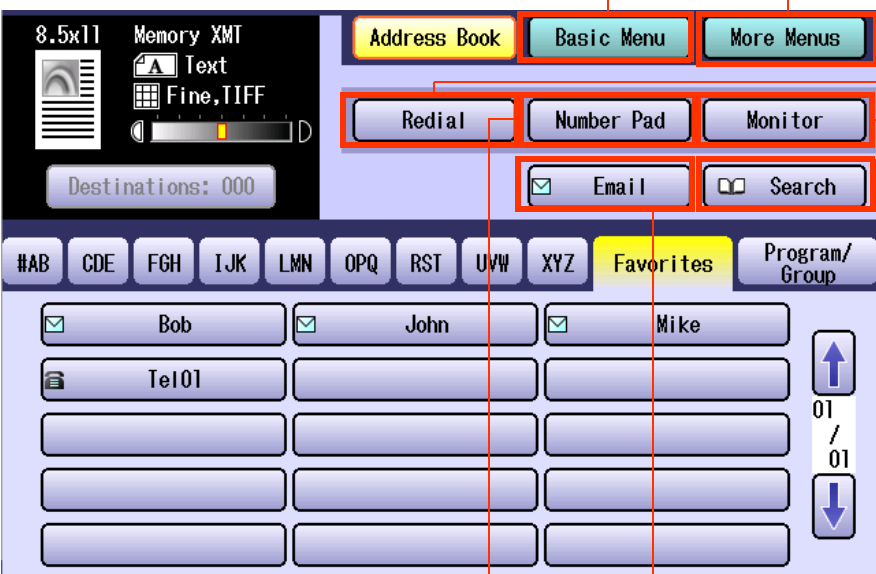 8.5x11 Memory XMT
A Text
Fine,TIFF
Destinations: 000
Address Book Basic Menu More Menus
Redial Number Pad Monitor
Email Search
#AB CDE FGH IJK LMN OPQ RST UVW XYZ Favorites Program/
Group
Bob John Mike
Tel01
01
/
01